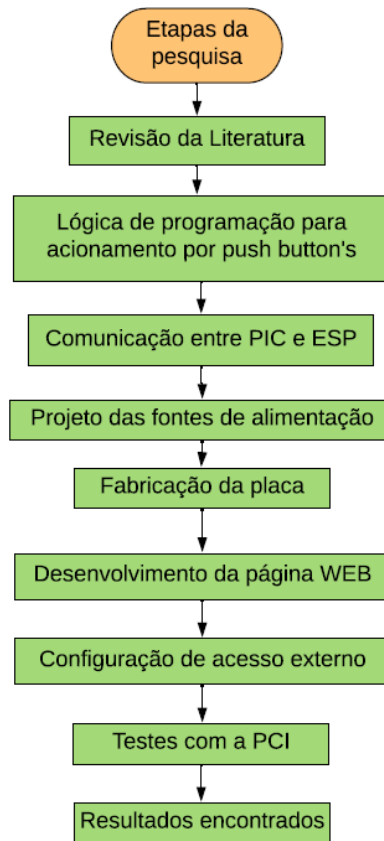 Etapas da
pesquisa
Revisão da Literatura
Lógica de programação para
acionamento por push button's
Comunicação entre PIC e ESP
Projeto das fontes de alimentação
Fabricação da placa
Desenvolvimento da página WEB
Configuração de acesso externo
Testes com a PCI
Resultados encontrados